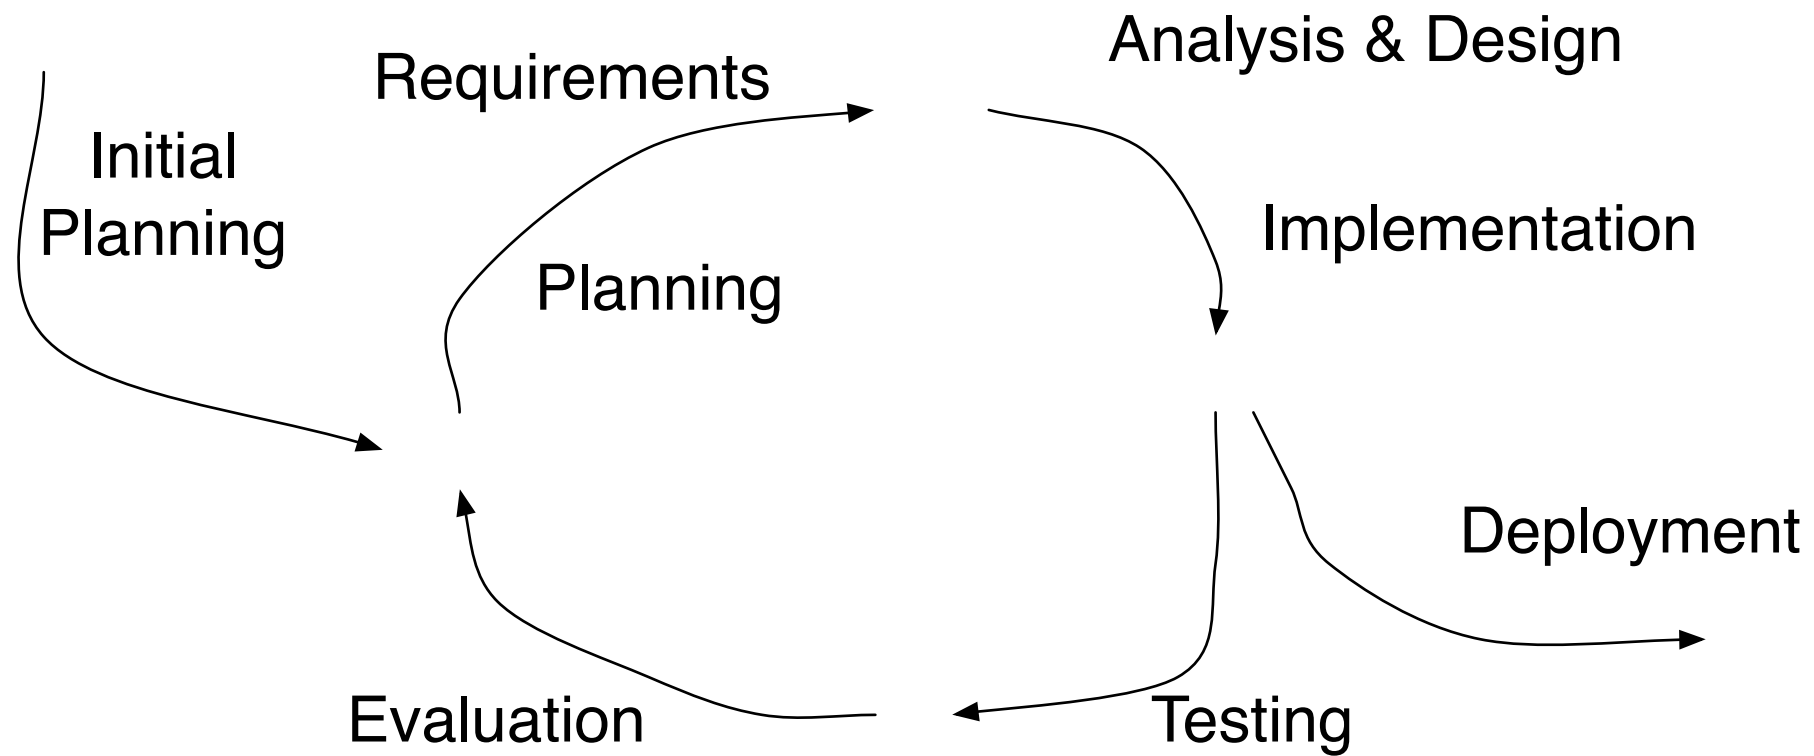 Analysis & Design
Requirements
Initial
Planning
Implementation
Planning
Deployment
Evaluation
Testing